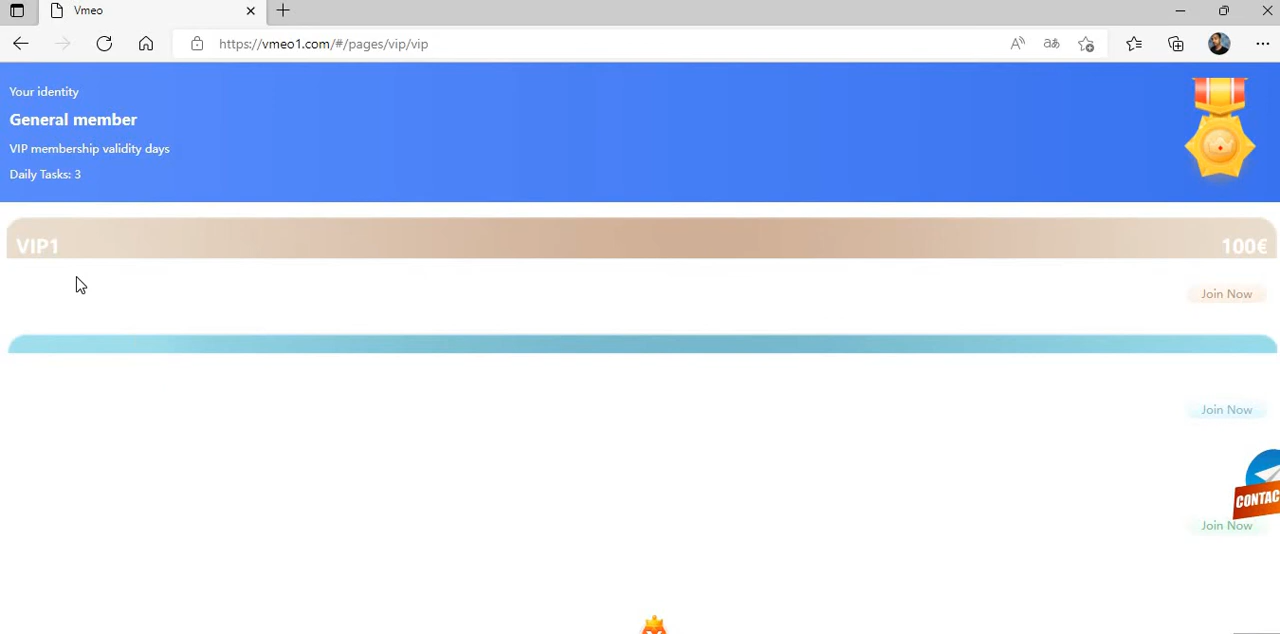 Vmeo
https://vmeo1.com/#/pages/vip/vip
Your identity
General member
VIP membership validity days
Daily Tasks: 3
VIP1
100€
Join Now
Join Now
CONTAC
Join Now